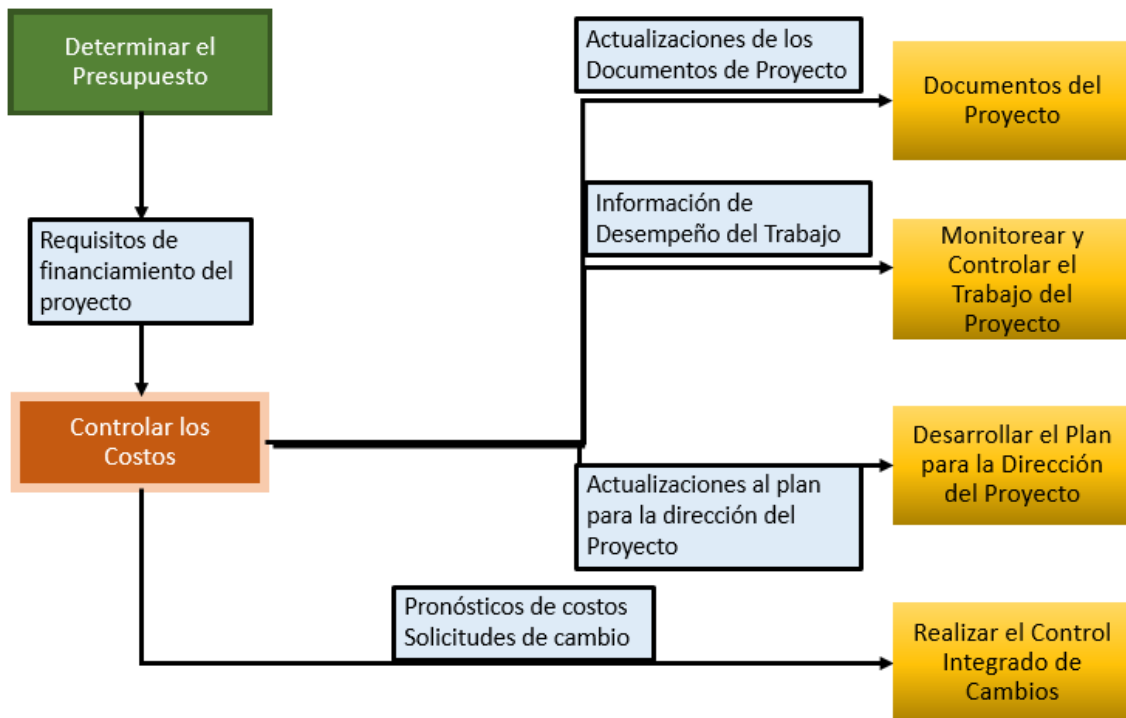 Determinar el
Presupuesto
Actualizaciones de los
Documentos de Proyecto
Documentos del
Proyecto
Requisitos de
financiamiento del
proyecto
Información de
Desempeño del Trabajo
Monitorear y
Controlar el
Trabajo del
Proyecto
Controlar los
Costos
Actualizaciones al plan
para la dirección del
Proyecto
Desarrollar el Plan
para la Dirección
del Proyecto
Pronósticos de costos
Solicitudes de cambio
Realizar el Control
Integrado de
Cambios